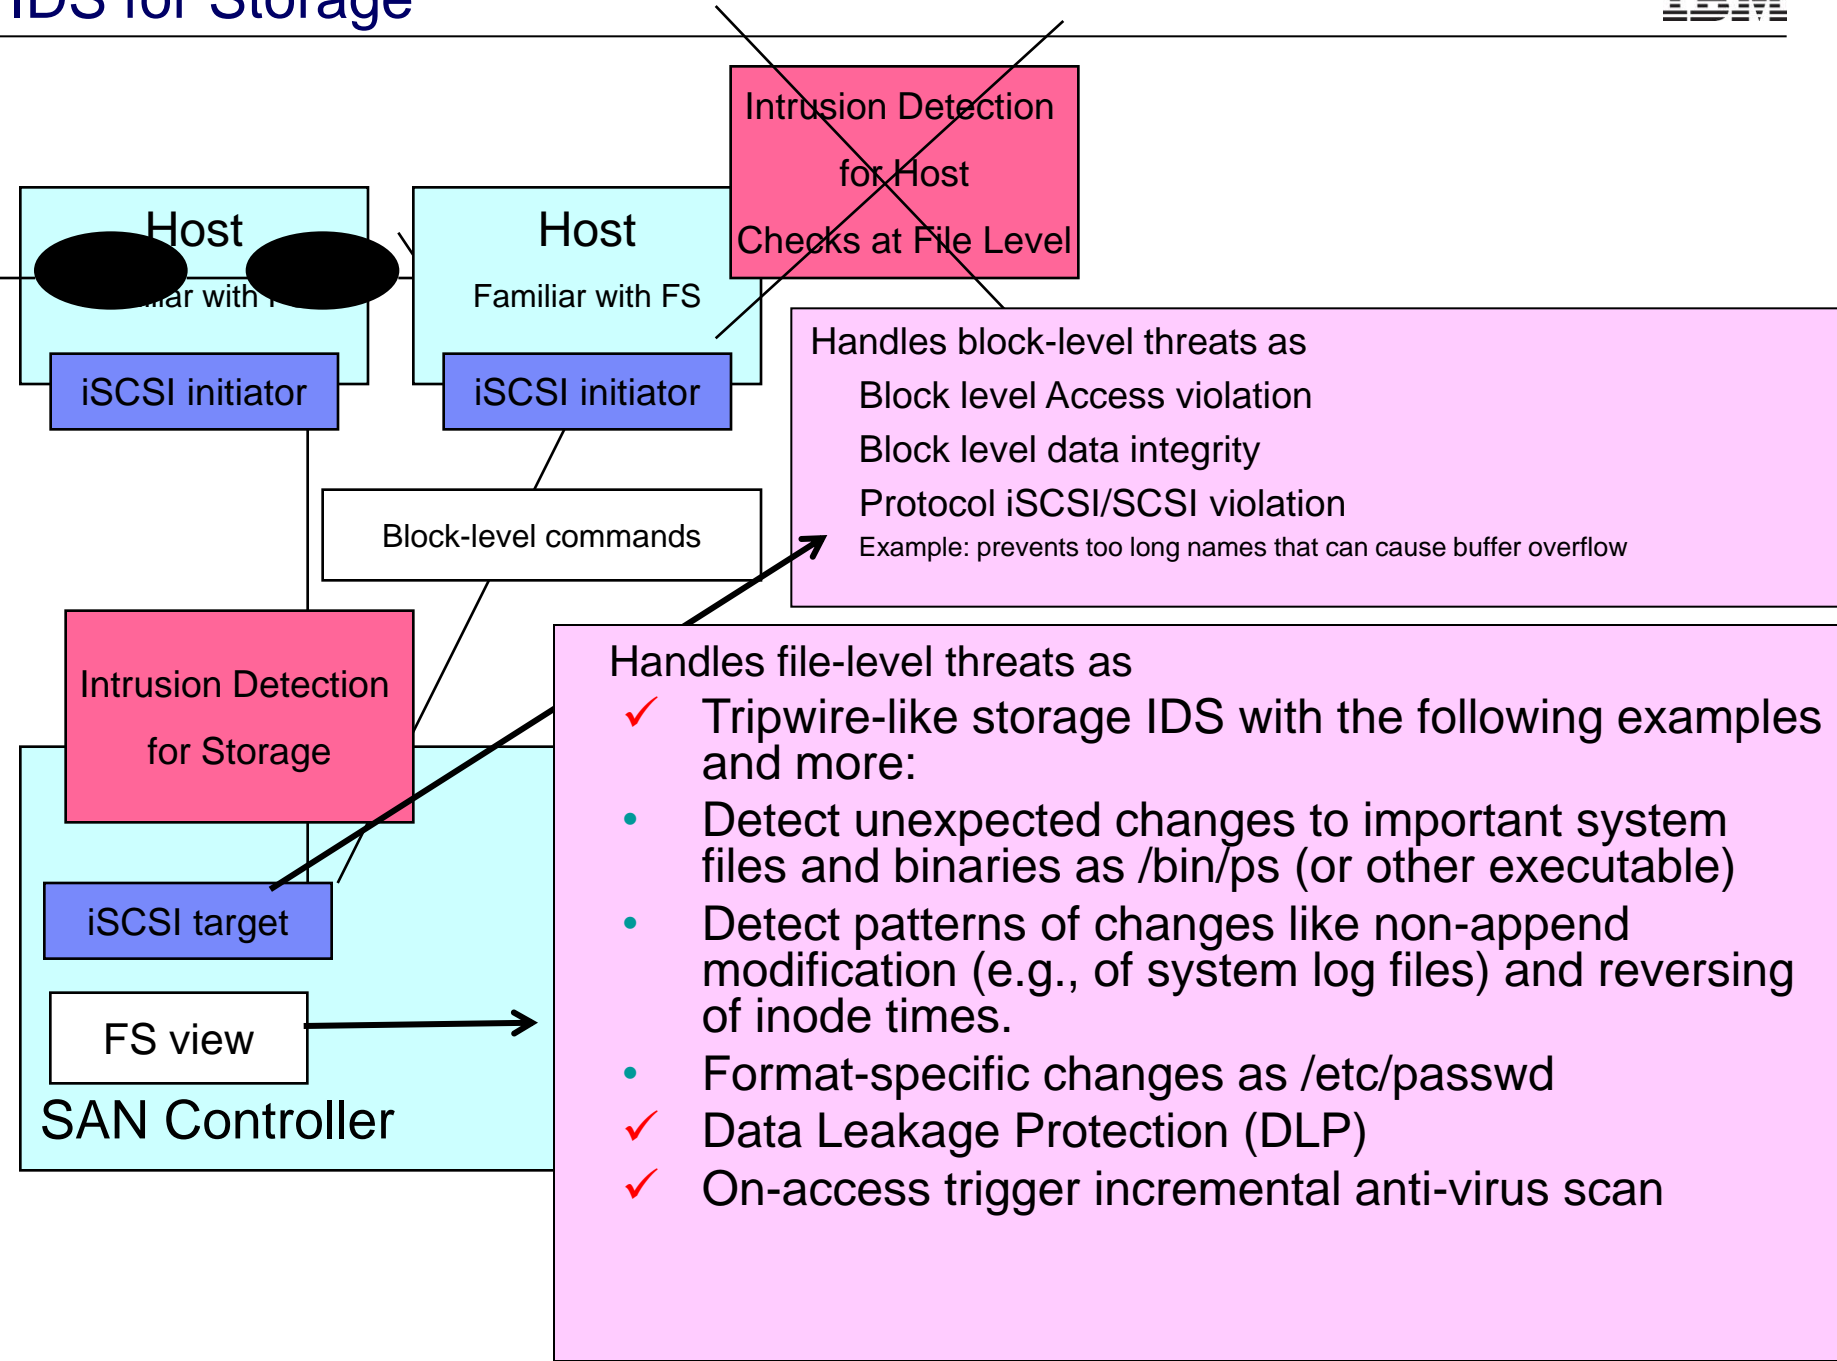 IDS for Storage
IBM
Intrusion Detection
for Host
Checks at File Level
Host
Host
Familiar with FS
iSCSI initiator
iSCSI initiator
Handles block-level threats as
Block level Access violation
Block level data integrity
Protocol iSCSI/SCSI violation
Example: prevents too long names that can cause buffer overflow
Block-level commands
Intrusion Detection
for Storage
iSCSI target
FS view
SAN Controller
Handles file-level threats as
✓ Tripwire-like storage IDS with the following examples
and more:
• Detect unexpected changes to important system
files and binaries as /bin/ps (or other executable)
• Detect patterns of changes like non-append
modification (e.g., of system log files) and reversing
of inode times.
• Format-specific changes as /etc/passwd
✓ Data Leakage Protection (DLP)
✓ On-access trigger incremental anti-virus scan